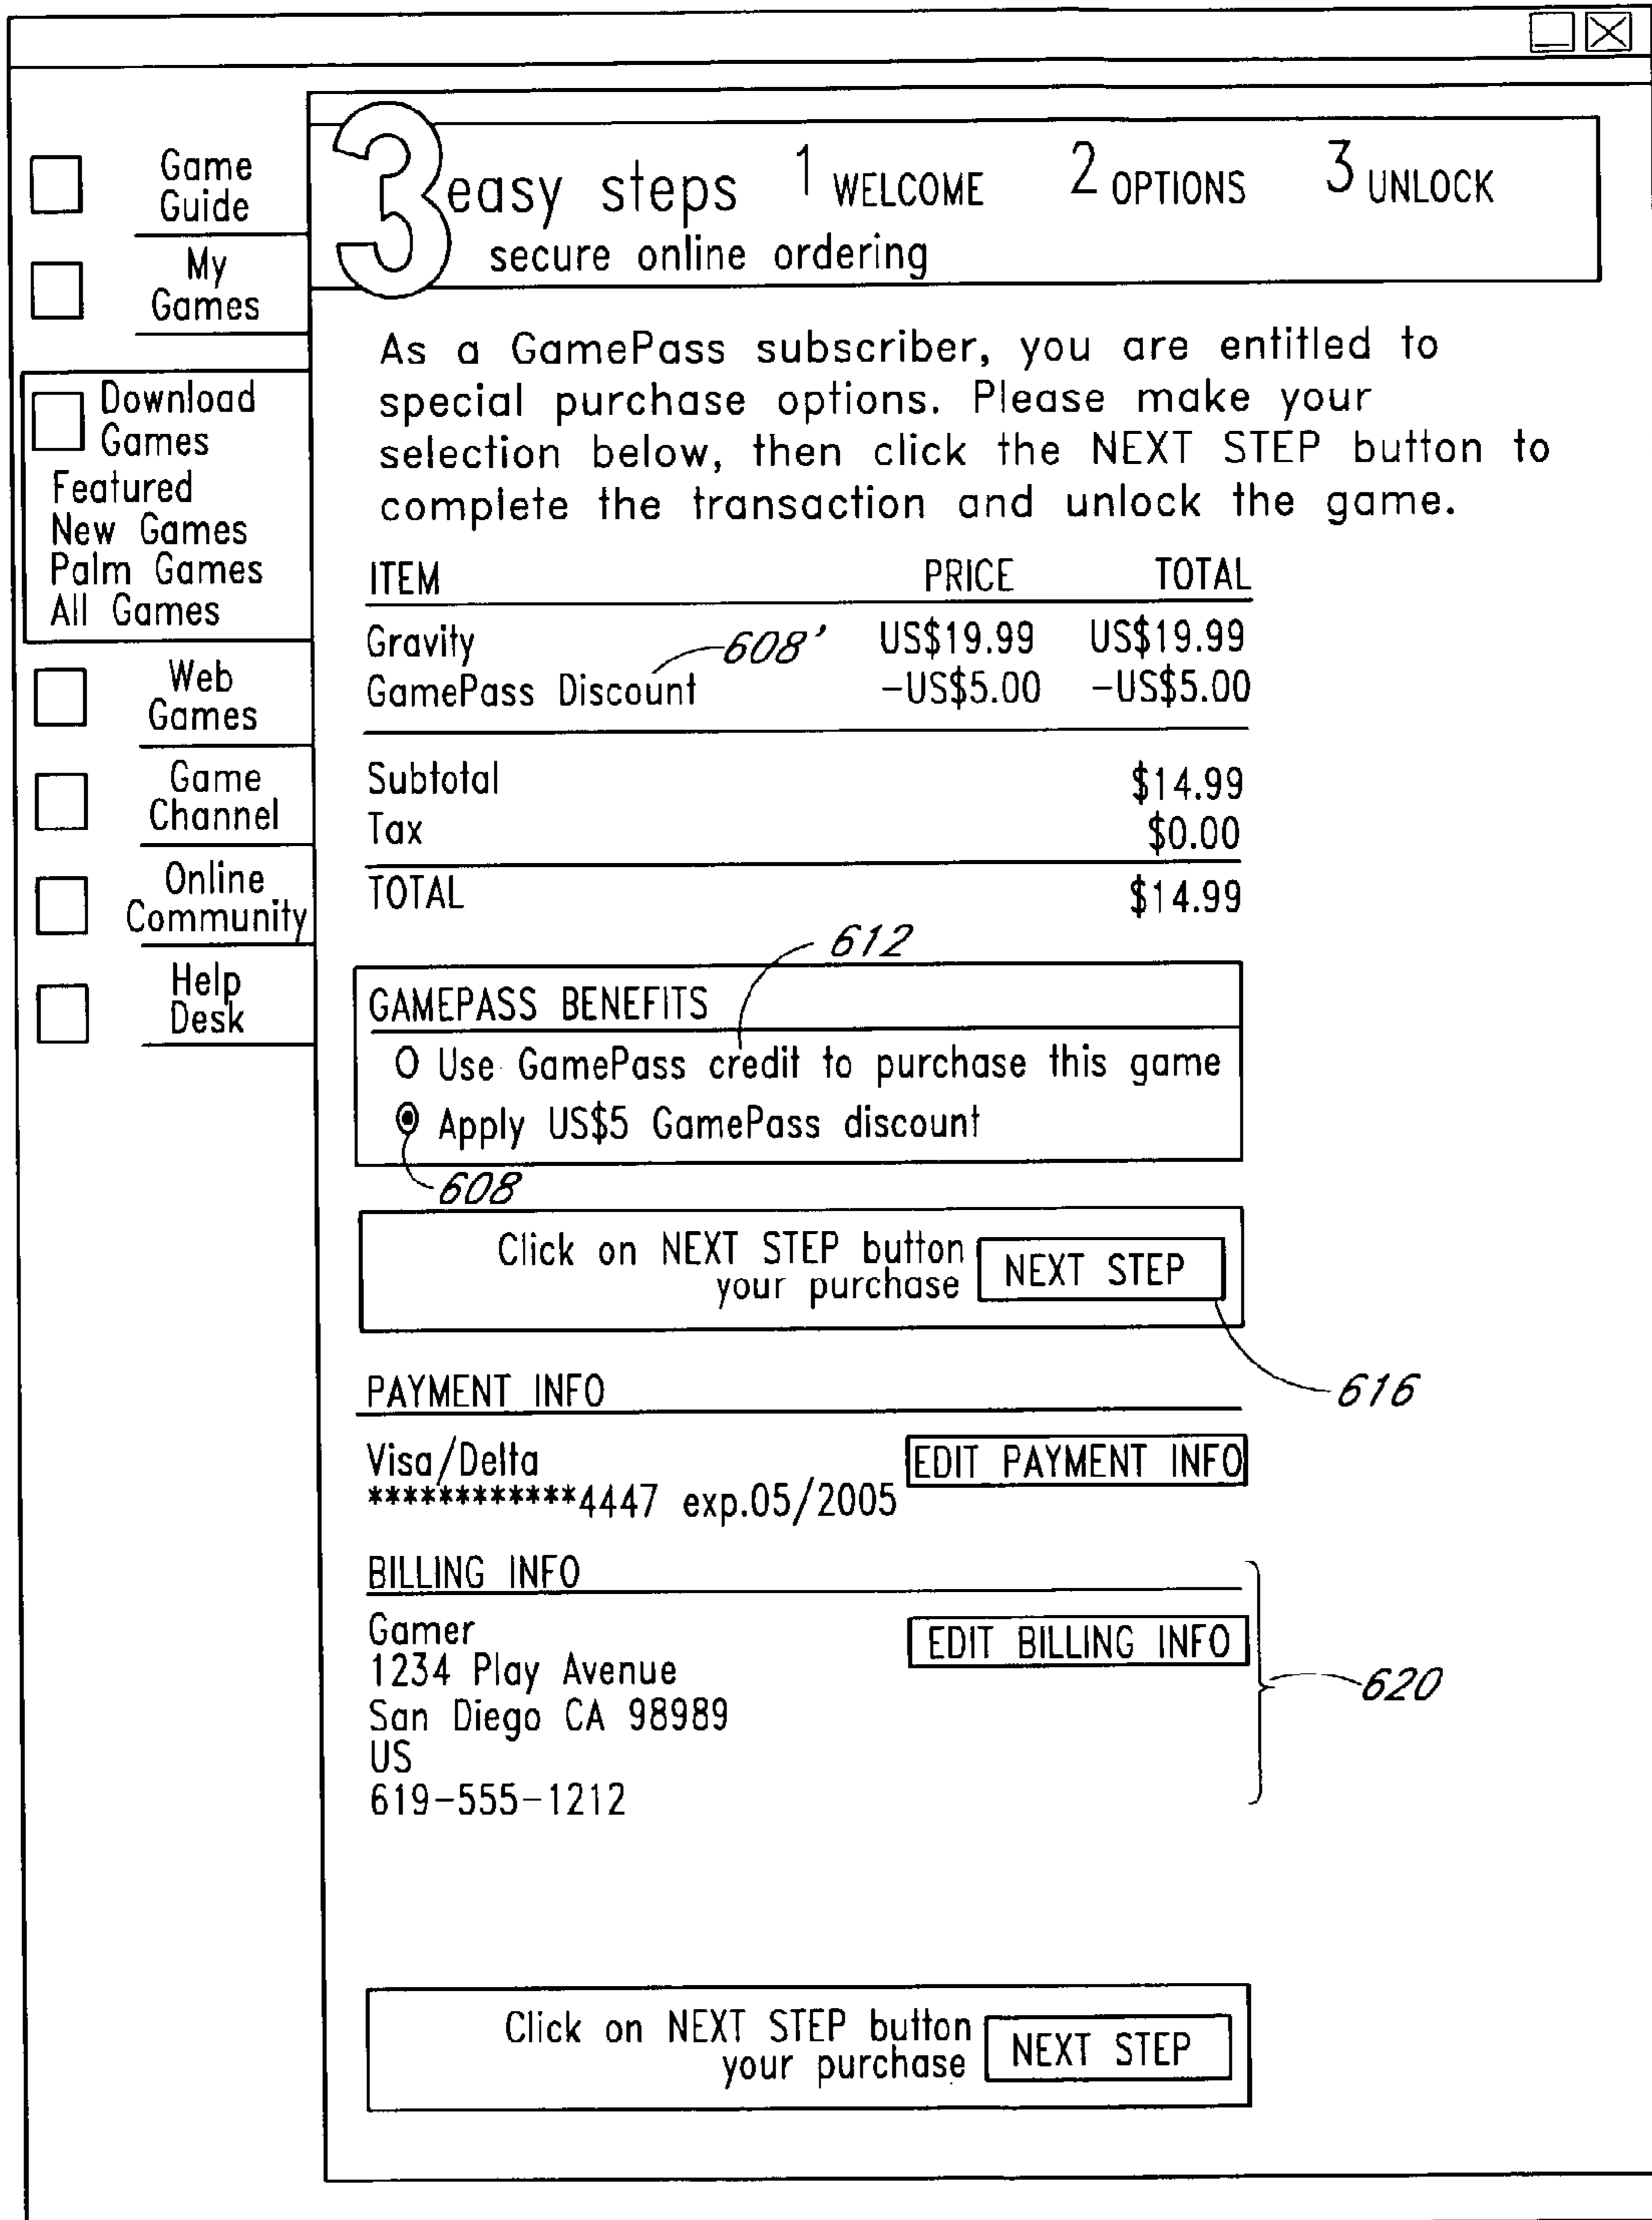 Game
Guide
My
Games
Download
Games
Featured
New Games
Palm Games
All Games
Web
Games
Game
Channel
Online
Community
Help
Desk
3 easy steps 1 WELCOME 2 OPTIONS 3 UNLOCK
secure online ordering
As a GamePass subscriber, you are entitled to
special purchase options. Please make your
selection below, then click the NEXT STEP button to
complete the transaction and unlock the game.
ITEM PRICE TOTAL
Gravity 608' US$19.99 US$19.99
GamePass Discount -US$5.00 -US$5.00
Subtotal $14.99
Tax $0.00
TOTAL $14.99
612
GAMEPASS BENEFITS
Use GamePass credit to purchase this game
Apply US$5 GamePass discount
608
Click on NEXT STEP button
your purchase
NEXT STEP
616
PAYMENT INFO
Visa/Delta EDIT PAYMENT INFO
************4447 exp.05/2005
BILLING INFO
Gamer EDIT BILLING INFO
1234 Play Avenue
620
San Diego CA 98989
US
619-555-1212
Click on NEXT STEP button
your purchase
NEXT STEP